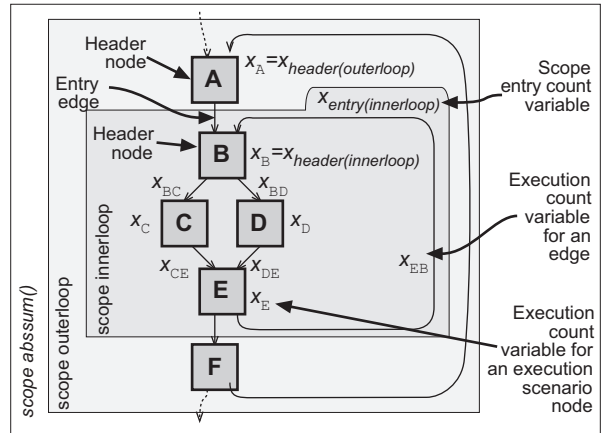 Header
node
A
x_A=x_header(outerloop)
Entry
edge
x_entry(innerloop)
Scope
entry count
variable
Header
node
B
x_B=x_header(innerloop)
x_BC
x_BD
x_C
C
D
x_D
Execution
count
variable
for an
edge
x_CE
x_DE
x_EB
E
x_E
Execution
count
variable for
an execution
scenario
node
F
scope innerloop
scope outerloop
scope abssum()